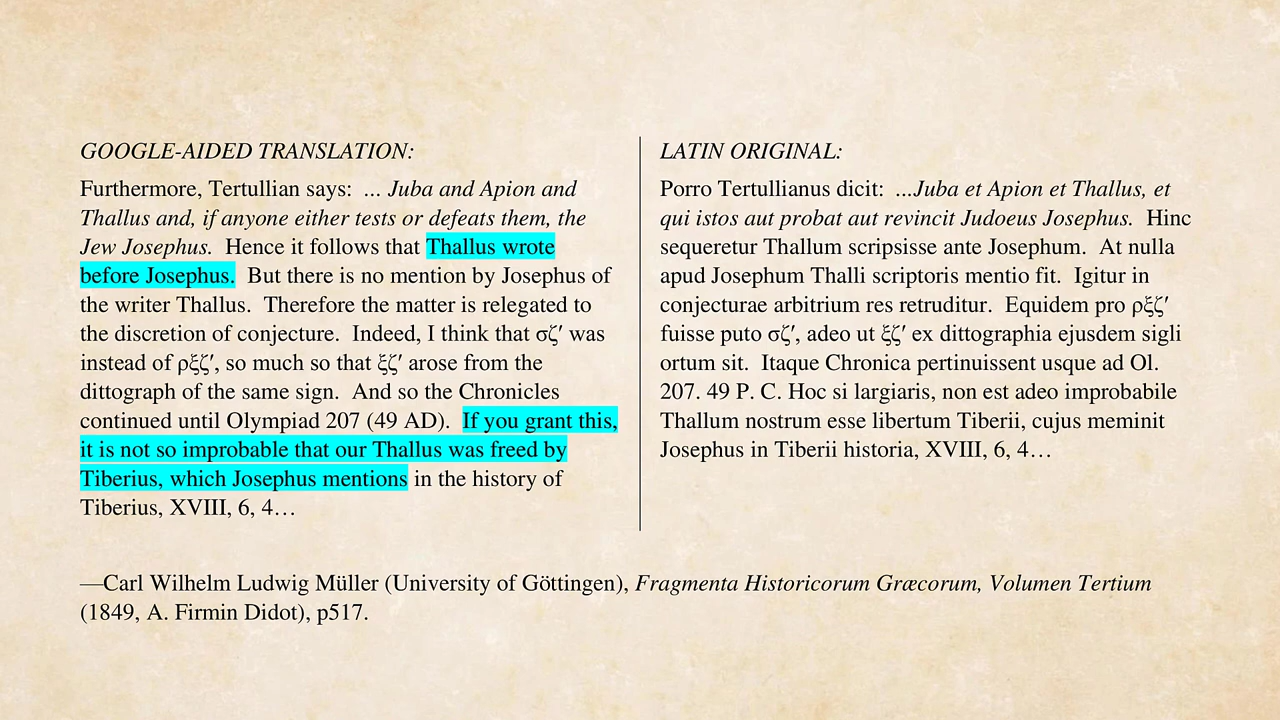 GOOGLE-AIDED TRANSLATION:
Furthermore, Tertullian says:  ... Juba and Apion and
Thallus and, if anyone either tests or defeats them, the
Jew Josephus.  Hence it follows that Thallus wrote
before Josephus.  But there is no mention by Josephus of
the writer Thallus.  Therefore the matter is relegated to
the discretion of conjecture.  Indeed, I think that σζ′ was
instead of ρξζ′, so much so that ξζ′ arose from the
dittograph of the same sign.  And so the Chronicles
continued until Olympiad 207 (49 AD).  If you grant this,
it is not so improbable that our Thallus was freed by
Tiberius, which Josephus mentions in the history of
Tiberius, XVIII, 6, 4…
LATIN ORIGINAL:
Porro Tertullianus dicit:  ...Juba et Apion et Thallus, et
qui istos aut probat aut revincit Judoeus Josephus.  Hinc
sequeretur Thallum scripsisse ante Josephum.  At nulla
apud Josephum Thalli scriptoris mentio fit.  Igitur in
conjecturae arbitrium res retruditur.  Equidem pro ρξζ′
fuisse puto σζ′, adeo ut ξζ′ ex dittographia ejusdem sigli
ortum sit.  Itaque Chronica pertinuissent usque ad Ol.
207. 49 P. C. Hoc si largiaris, non est adeo improbabile
Thallum nostrum esse libertum Tiberii, cujus meminit
Josephus in Tiberii historia, XVIII, 6, 4…
—Carl Wilhelm Ludwig Müller (University of Göttingen), Fragmenta Historicorum Græcorum, Volumen Tertium
(1849, A. Firmin Didot), p517.